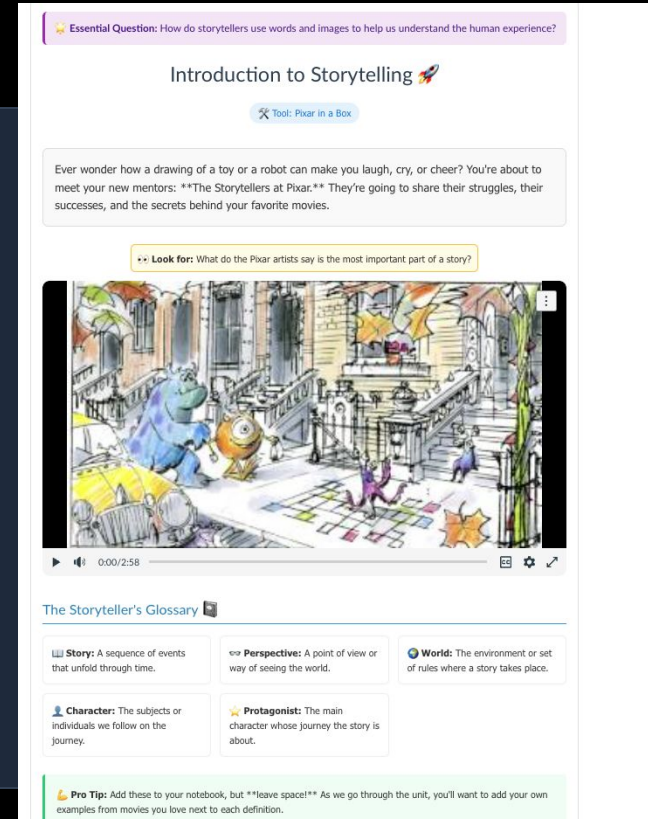 🌟 Essential Question: How do storytellers use words and images to help us understand the human experience?
Introduction to Storytelling 🚀
🛠️ Tool: Pixar in a Box
Ever wonder how a drawing of a toy or a robot can make you laugh, cry, or cheer? You're about to
meet your new mentors: **The Storytellers at Pixar.** They're going to share their struggles, their
successes, and the secrets behind your favorite movies.
👀 Look for: What do the Pixar artists say is the most important part of a story?
0:00/2:58
CC
The Storyteller's Glossary 📓
📖 Story: A sequence of events
that unfold through time.
👓 Perspective: A point of view or
way of seeing the world.
🌍 World: The environment or set
of rules where a story takes place.
👤 Character: The subjects or
individuals we follow on the
journey.
🌟 Protagonist: The main
character whose journey the story is
about.
💪 Pro Tip: Add these to your notebook, but **leave space!** As we go through the unit, you'll want to add your own
examples from movies you love next to each definition.